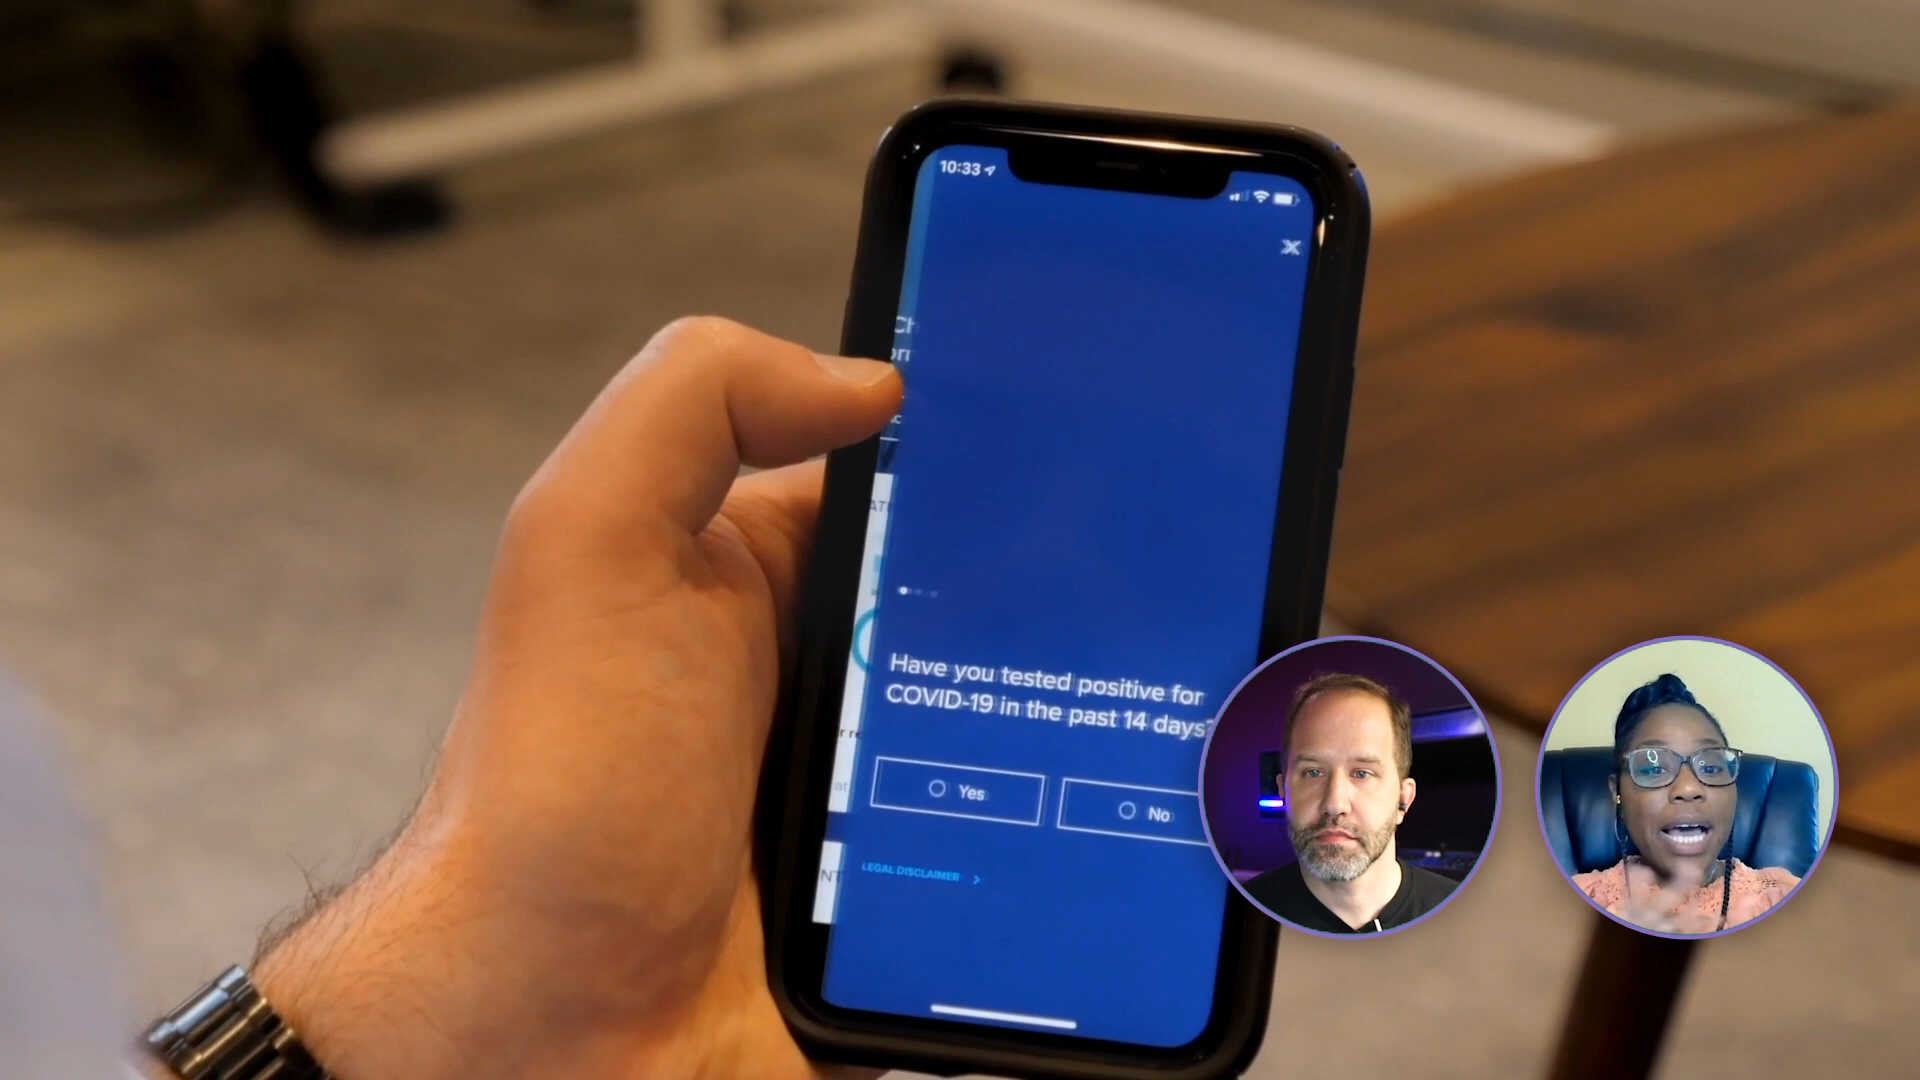 10:33
Have you tested positive for
COVID-19 in the past 14 days?
Yes
No
LEGAL DISCLAIMER